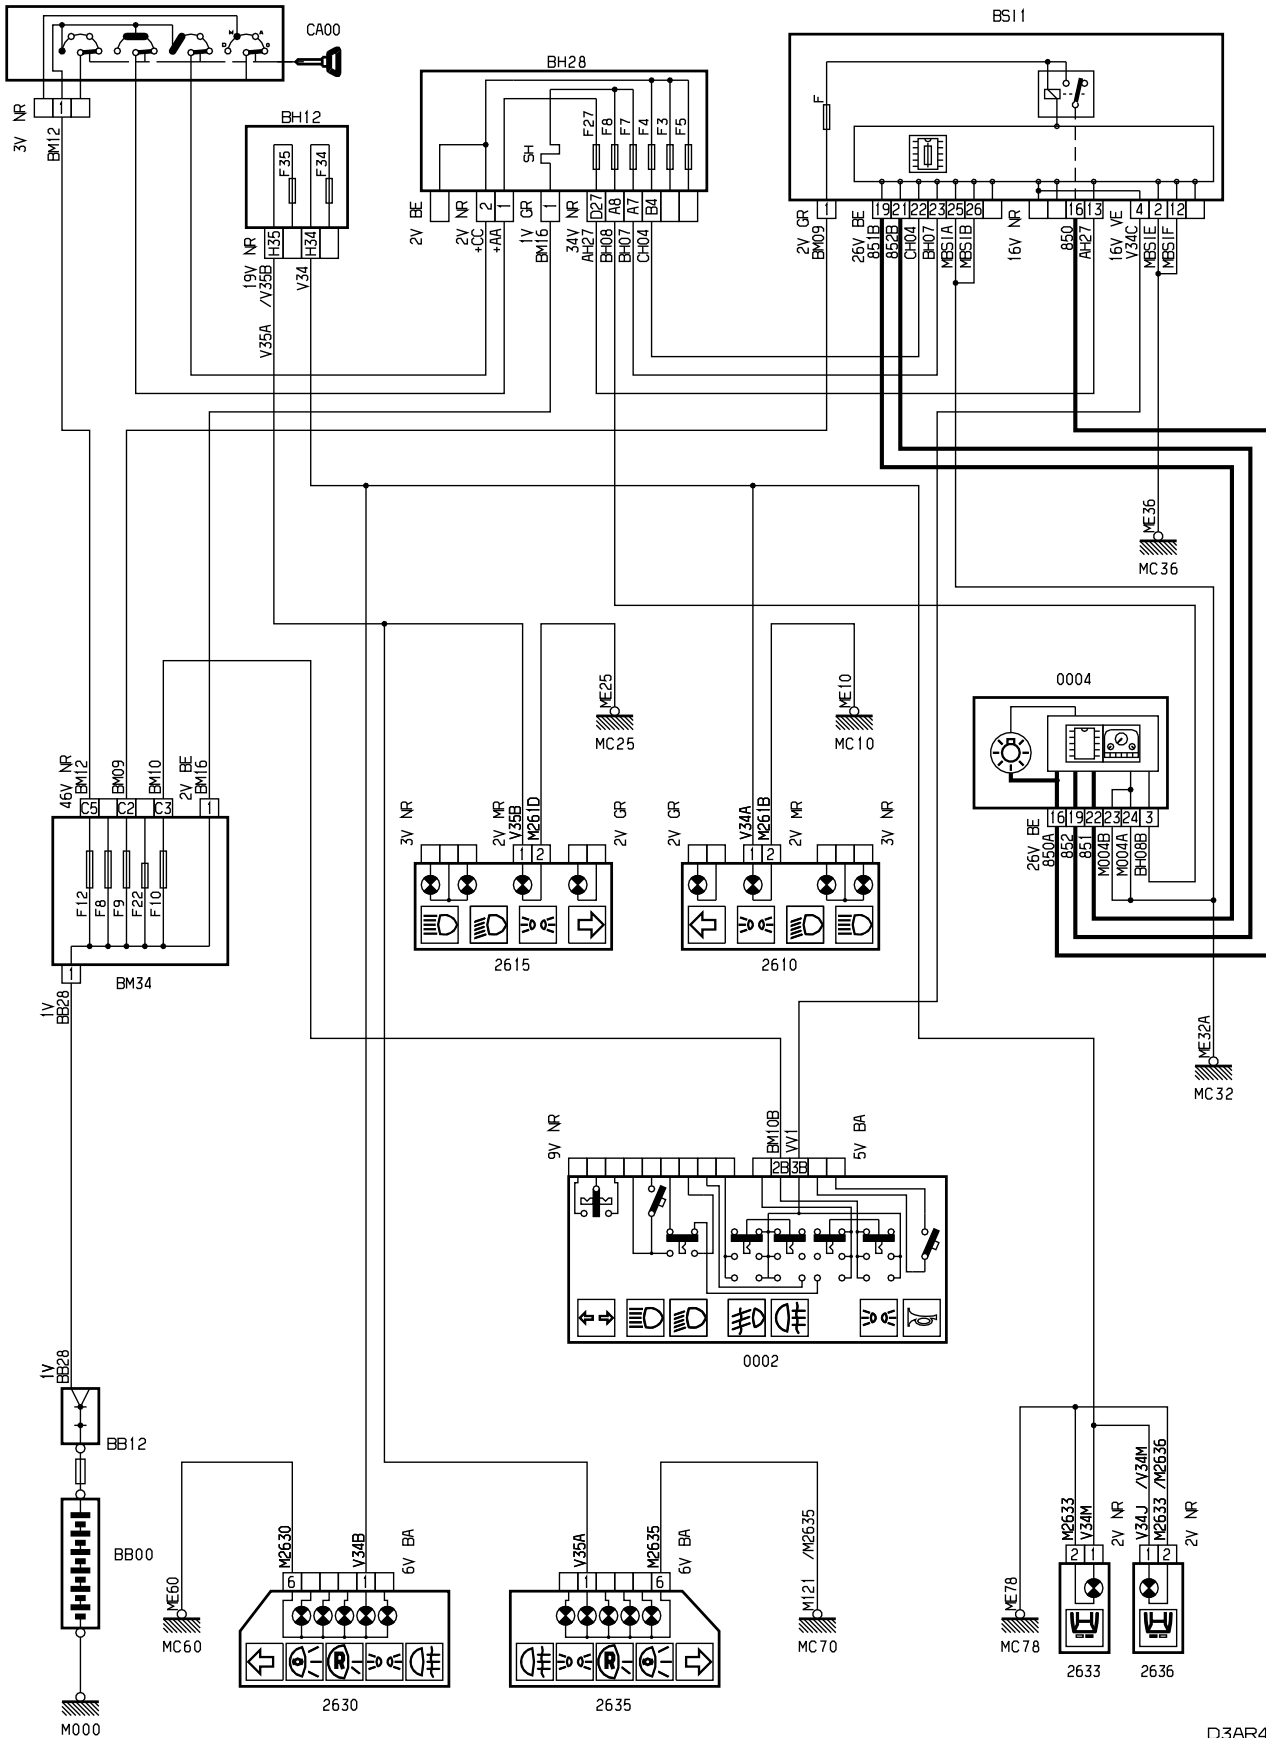 CA00
M
A
D
3V NR
1
BM12
BH12
F35
F34
19V NR
H35
H34
/V35B
V34
V35A
BH28
SH
F27
F8
F7
F4
F3
F5
2V BE
2V NR
2
1
+CC
+AA
1V GR
1
BM16
34V NR
D27
A8
A7
B4
AH27
BH08
BH07
CH04
BSI1
F
2V GR
1
BM09
26V BE
19
21
22
23
25
26
851B
852B
CH04
BH07
MBS1A
MBS1B
16V NR
16
13
850
AH27
16V VE
4
2
12
V34C
MBS1E
MBS1F
ME36
MC36
ME25
MC25
ME10
MC10
0004
26V BE
16
19
22
23
24
3
850A
852
851
M004B
M004A
BH08B
46V NR
BM12
BM09
BM10
2V BE
BM16
C5
C2
C3
1
F12
F8
F9
F22
F10
1
BM34
1V
BB28
3V NR
2V MR
V35B
M261D
2V GR
1
2
2615
2V GR
V34A
M261B
2V MR
3V NR
1
2
2610
ME32A
MC32
9V NR
BM10B
VV1
5V BA
2B
3B
0002
1V
BB28
BB12
BB00
M000
ME60
MC60
M2630
V34B
6V BA
6
1
R
2630
V35A
M2635
6V BA
1
6
R
2635
M121 /M2635
MC70
ME78
MC78
M2633
V34M
2V NR
2
1
2633
V34J /V34M
M2633 /M2636
2V NR
1
2
2636
D3AR4